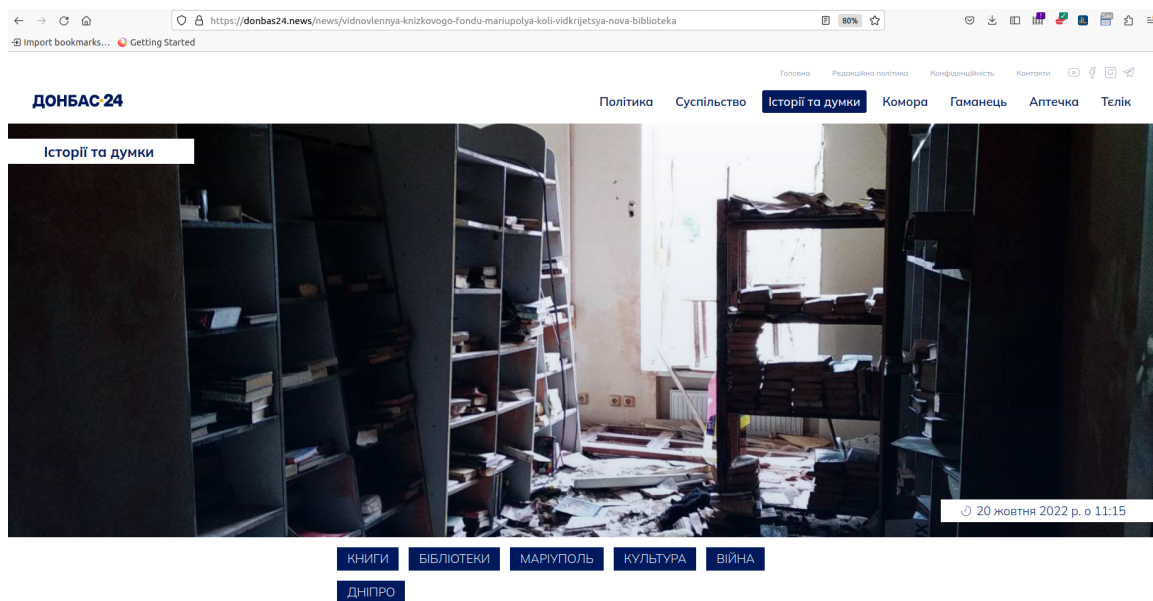 https://donbas24.news/news/vidnovlennya-knizkovogo-fondu-mariupolya-koli-vidkrijetsya-nova-biblioteka
80%
Import bookmarks... Getting Started
Головна Редакційна політика Конфіденційність Контакти
ДОНБАС24
Політика Суспільство Історії та думки Комора Гаманець Аптечка Телік
Історії та думки
20 жовтня 2022 р. о 11:15
КНИГИ БІБЛІОТЕКИ МАРІУПОЛЬ КУЛЬТУРА ВІЙНА
ДНІПРО